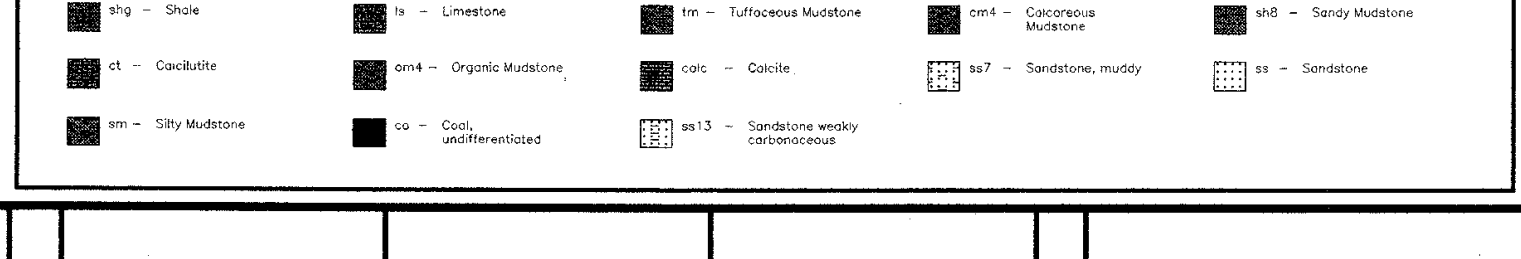 shg – Shale
ls – Limestone
tm – Tuffaceous Mudstone
cm4 – Calcareous
Mudstone
sh8 – Sandy Mudstone
ct – Calcilutite
om4 – Organic Mudstone
calc – Calcite
ss7 – Sandstone, muddy
ss – Sandstone
sm – Silty Mudstone
co – Coal,
undifferentiated
ss13 – Sandstone weakly
carbonaceous